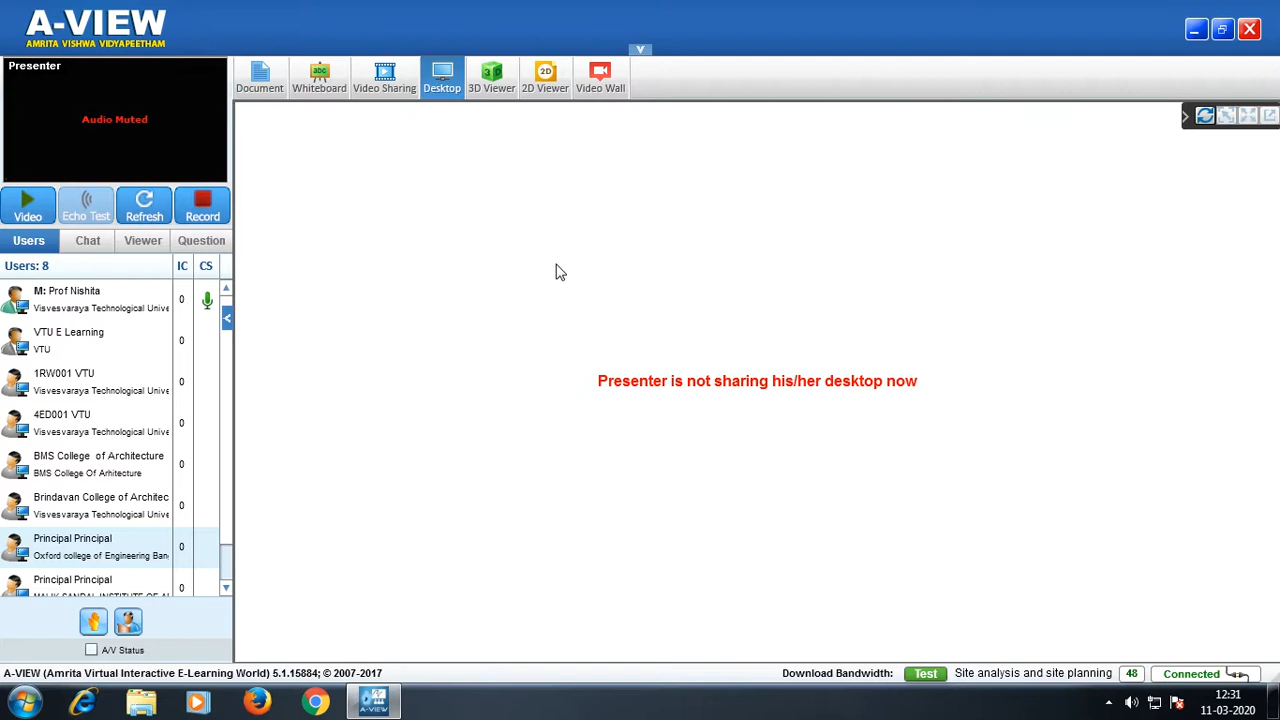 A-VIEW
AMRITA VISHWA VIDYAPEETHAM
Presenter
Audio Muted
Document
Whiteboard
abc
Video Sharing
Desktop
3D Viewer
3D
2D Viewer
2D
Video Wall
Video
Echo Test
Refresh
Record
Users
Chat
Viewer
Question
Users: 8
IC
CS
M: Prof Nishita
Visvesvaraya Technological Unive
0
VTU E Learning
VTU
0
1RW001 VTU
Visvesvaraya Technological Unive
0
4ED001 VTU
Visvesvaraya Technological Unive
0
BMS College of Architecture
BMS College Of Arhitecture
0
Brindavan College of Architec
Visvesvaraya Technological Unive
0
Principal Principal
Oxford college of Engineering Ban
0
Principal Principal
0
Presenter is not sharing his/her desktop now
A/V Status
A-VIEW (Amrita Virtual Interactive E-Learning World) 5.1.15884; © 2007-2017
Download Bandwidth:
Test
Site analysis and site planning
48
Connected
12:31
11-03-2020